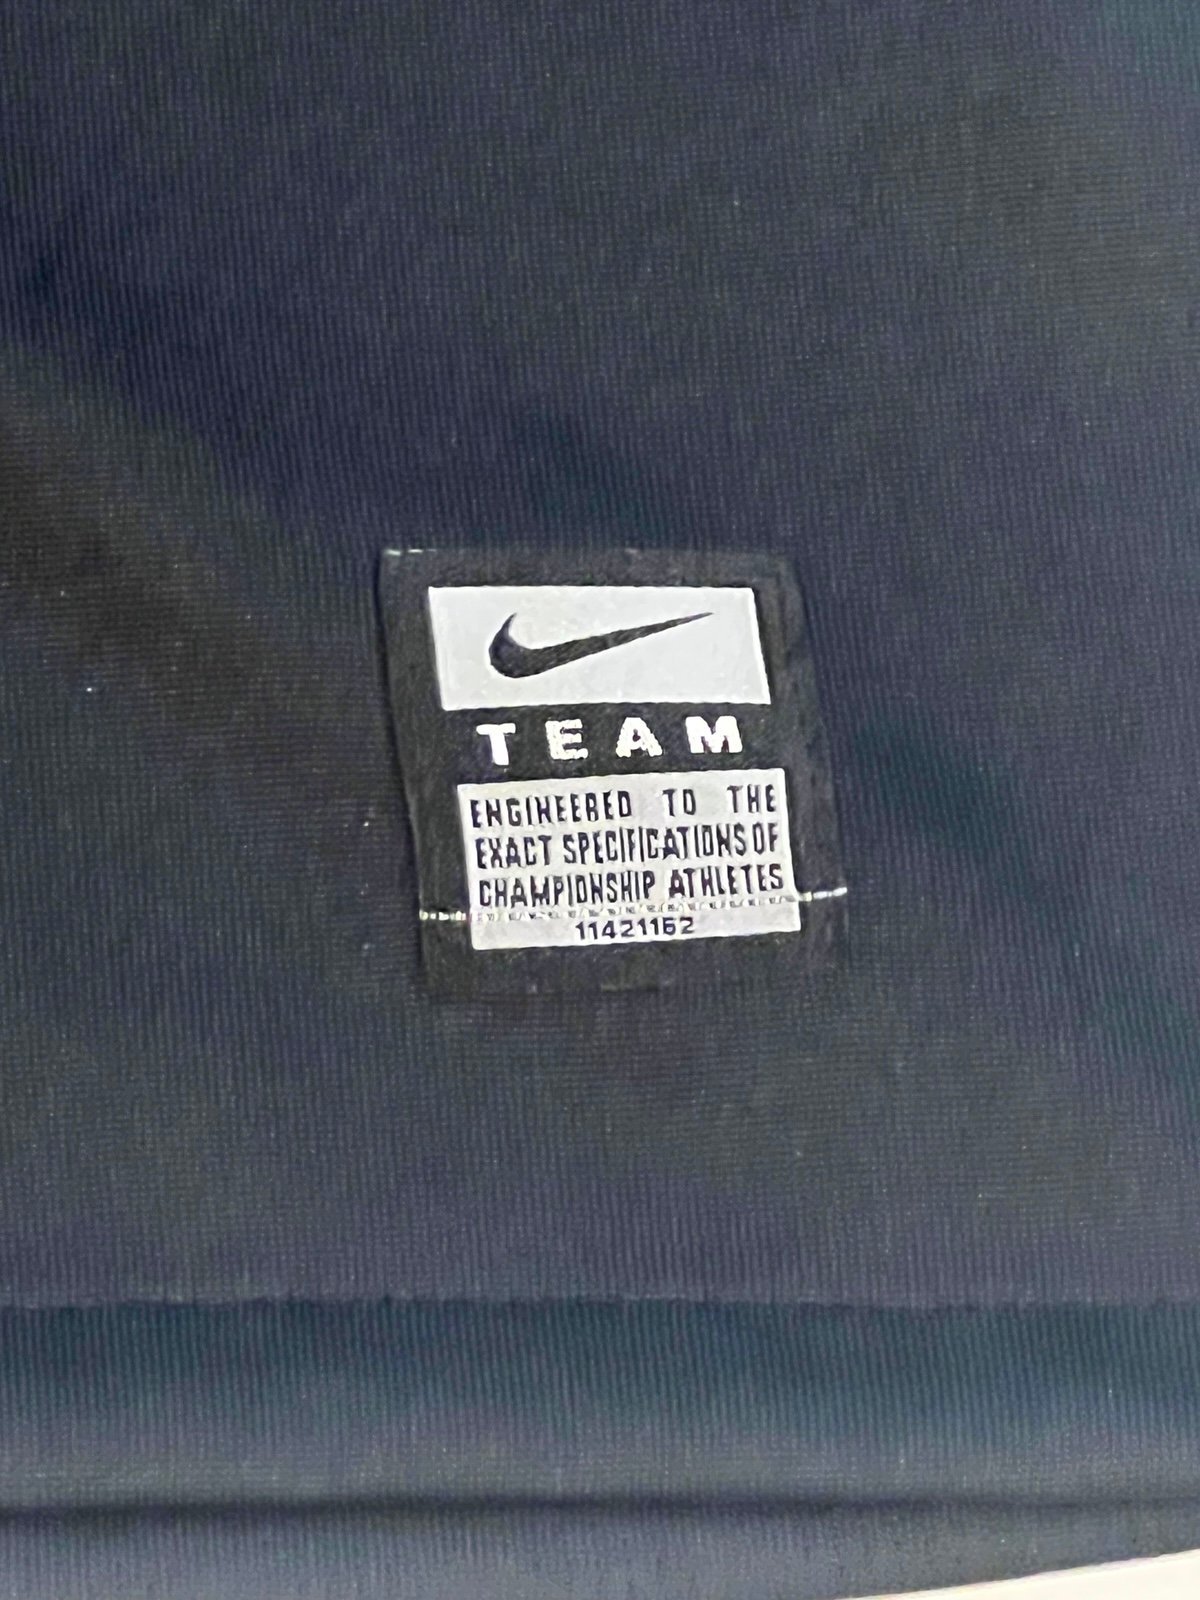 TEAM
ENGINEERED TO THE
EXACT SPECIFICATIONS OF
CHAMPIONSHIP ATHLETES
11421162